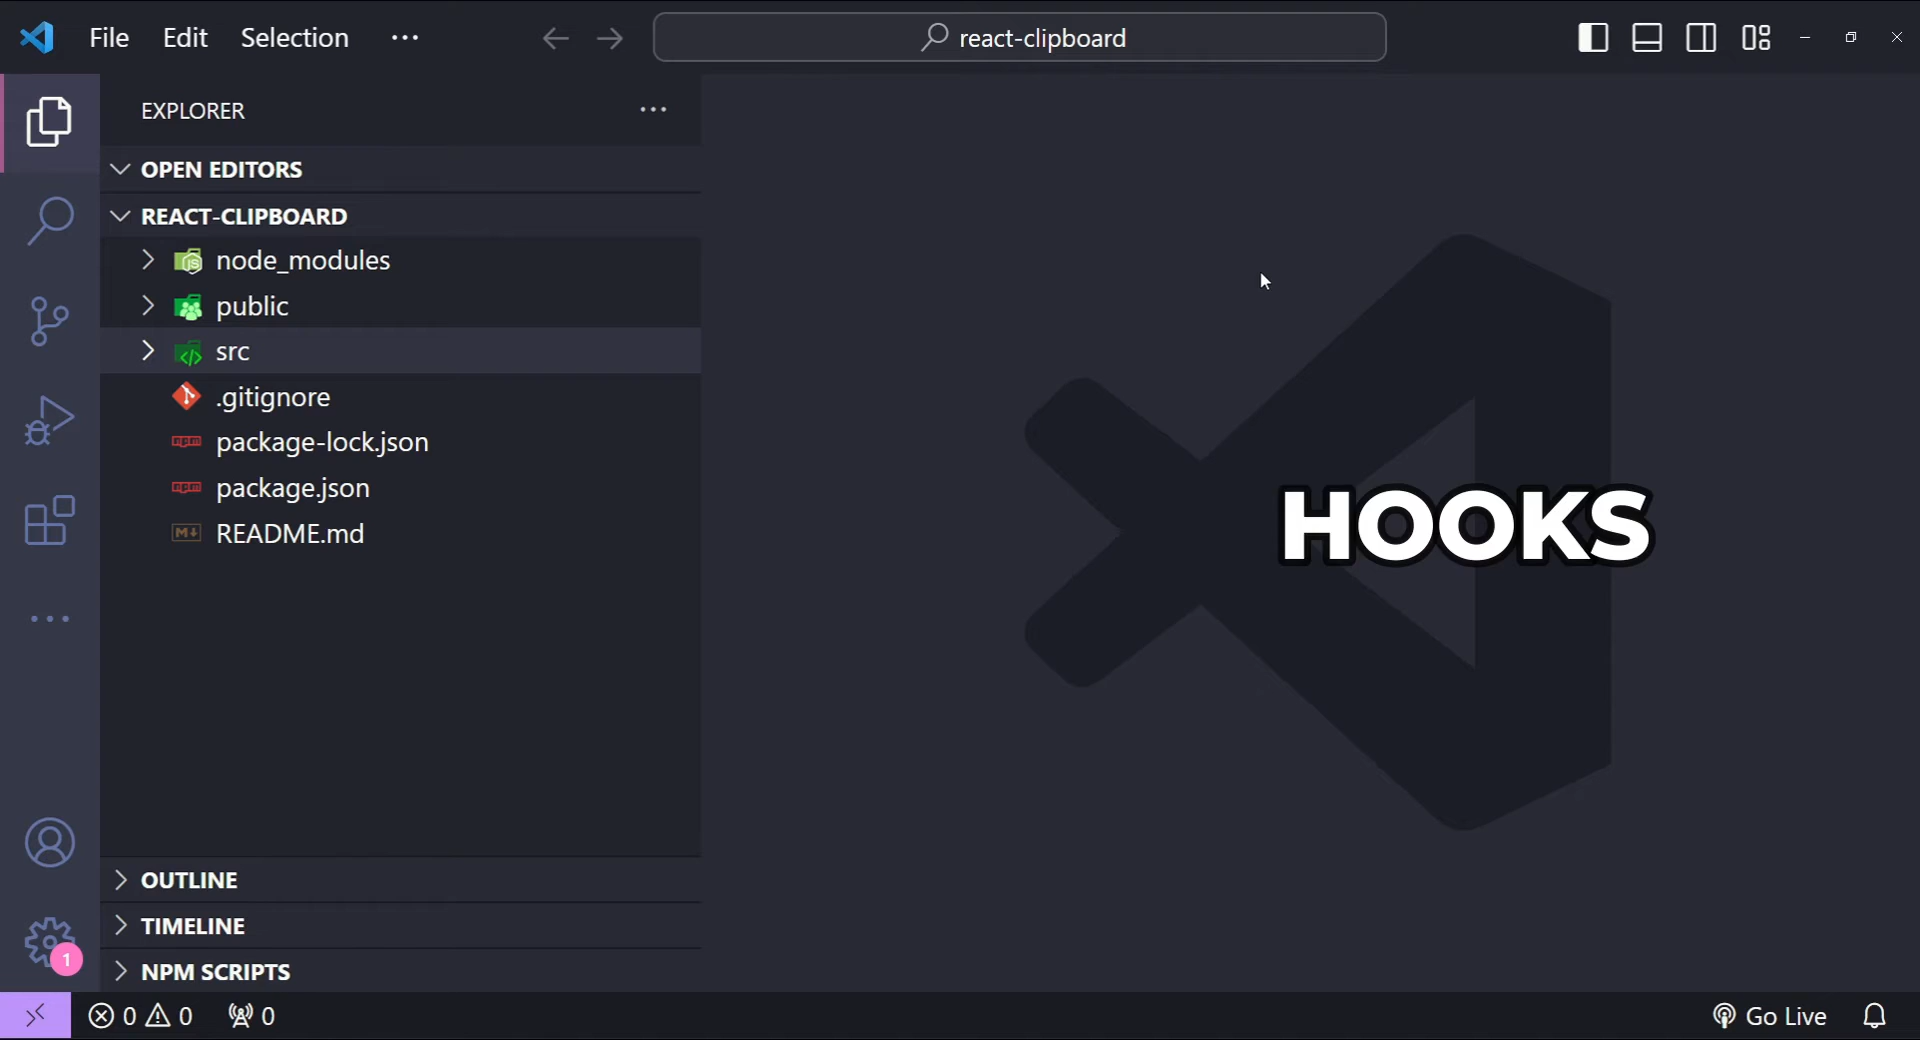 File Edit Selection ···
react-clipboard
EXPLORER ···
OPEN EDITORS
REACT-CLIPBOARD
node_modules
public
src
.gitignore
package-lock.json
package.json
README.md
HOOKS
OUTLINE
TIMELINE
NPM SCRIPTS
1
0 0 0
Go Live